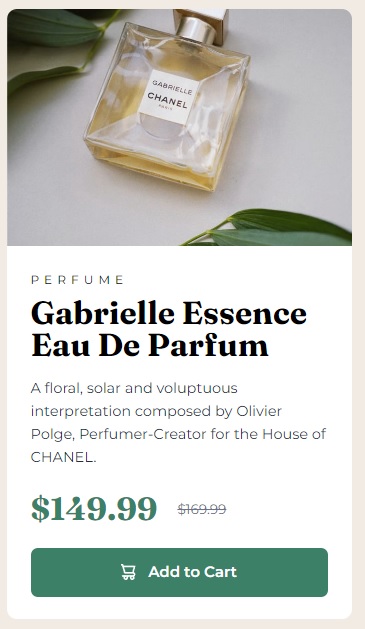 GABRIELLE
CHANEL
PARIS
PERFUME
Gabrielle Essence
Eau De Parfum
A floral, solar and voluptuous
interpretation composed by Olivier
Polge, Perfumer-Creator for the House of
CHANEL.
$149.99 $169.99
Add to Cart